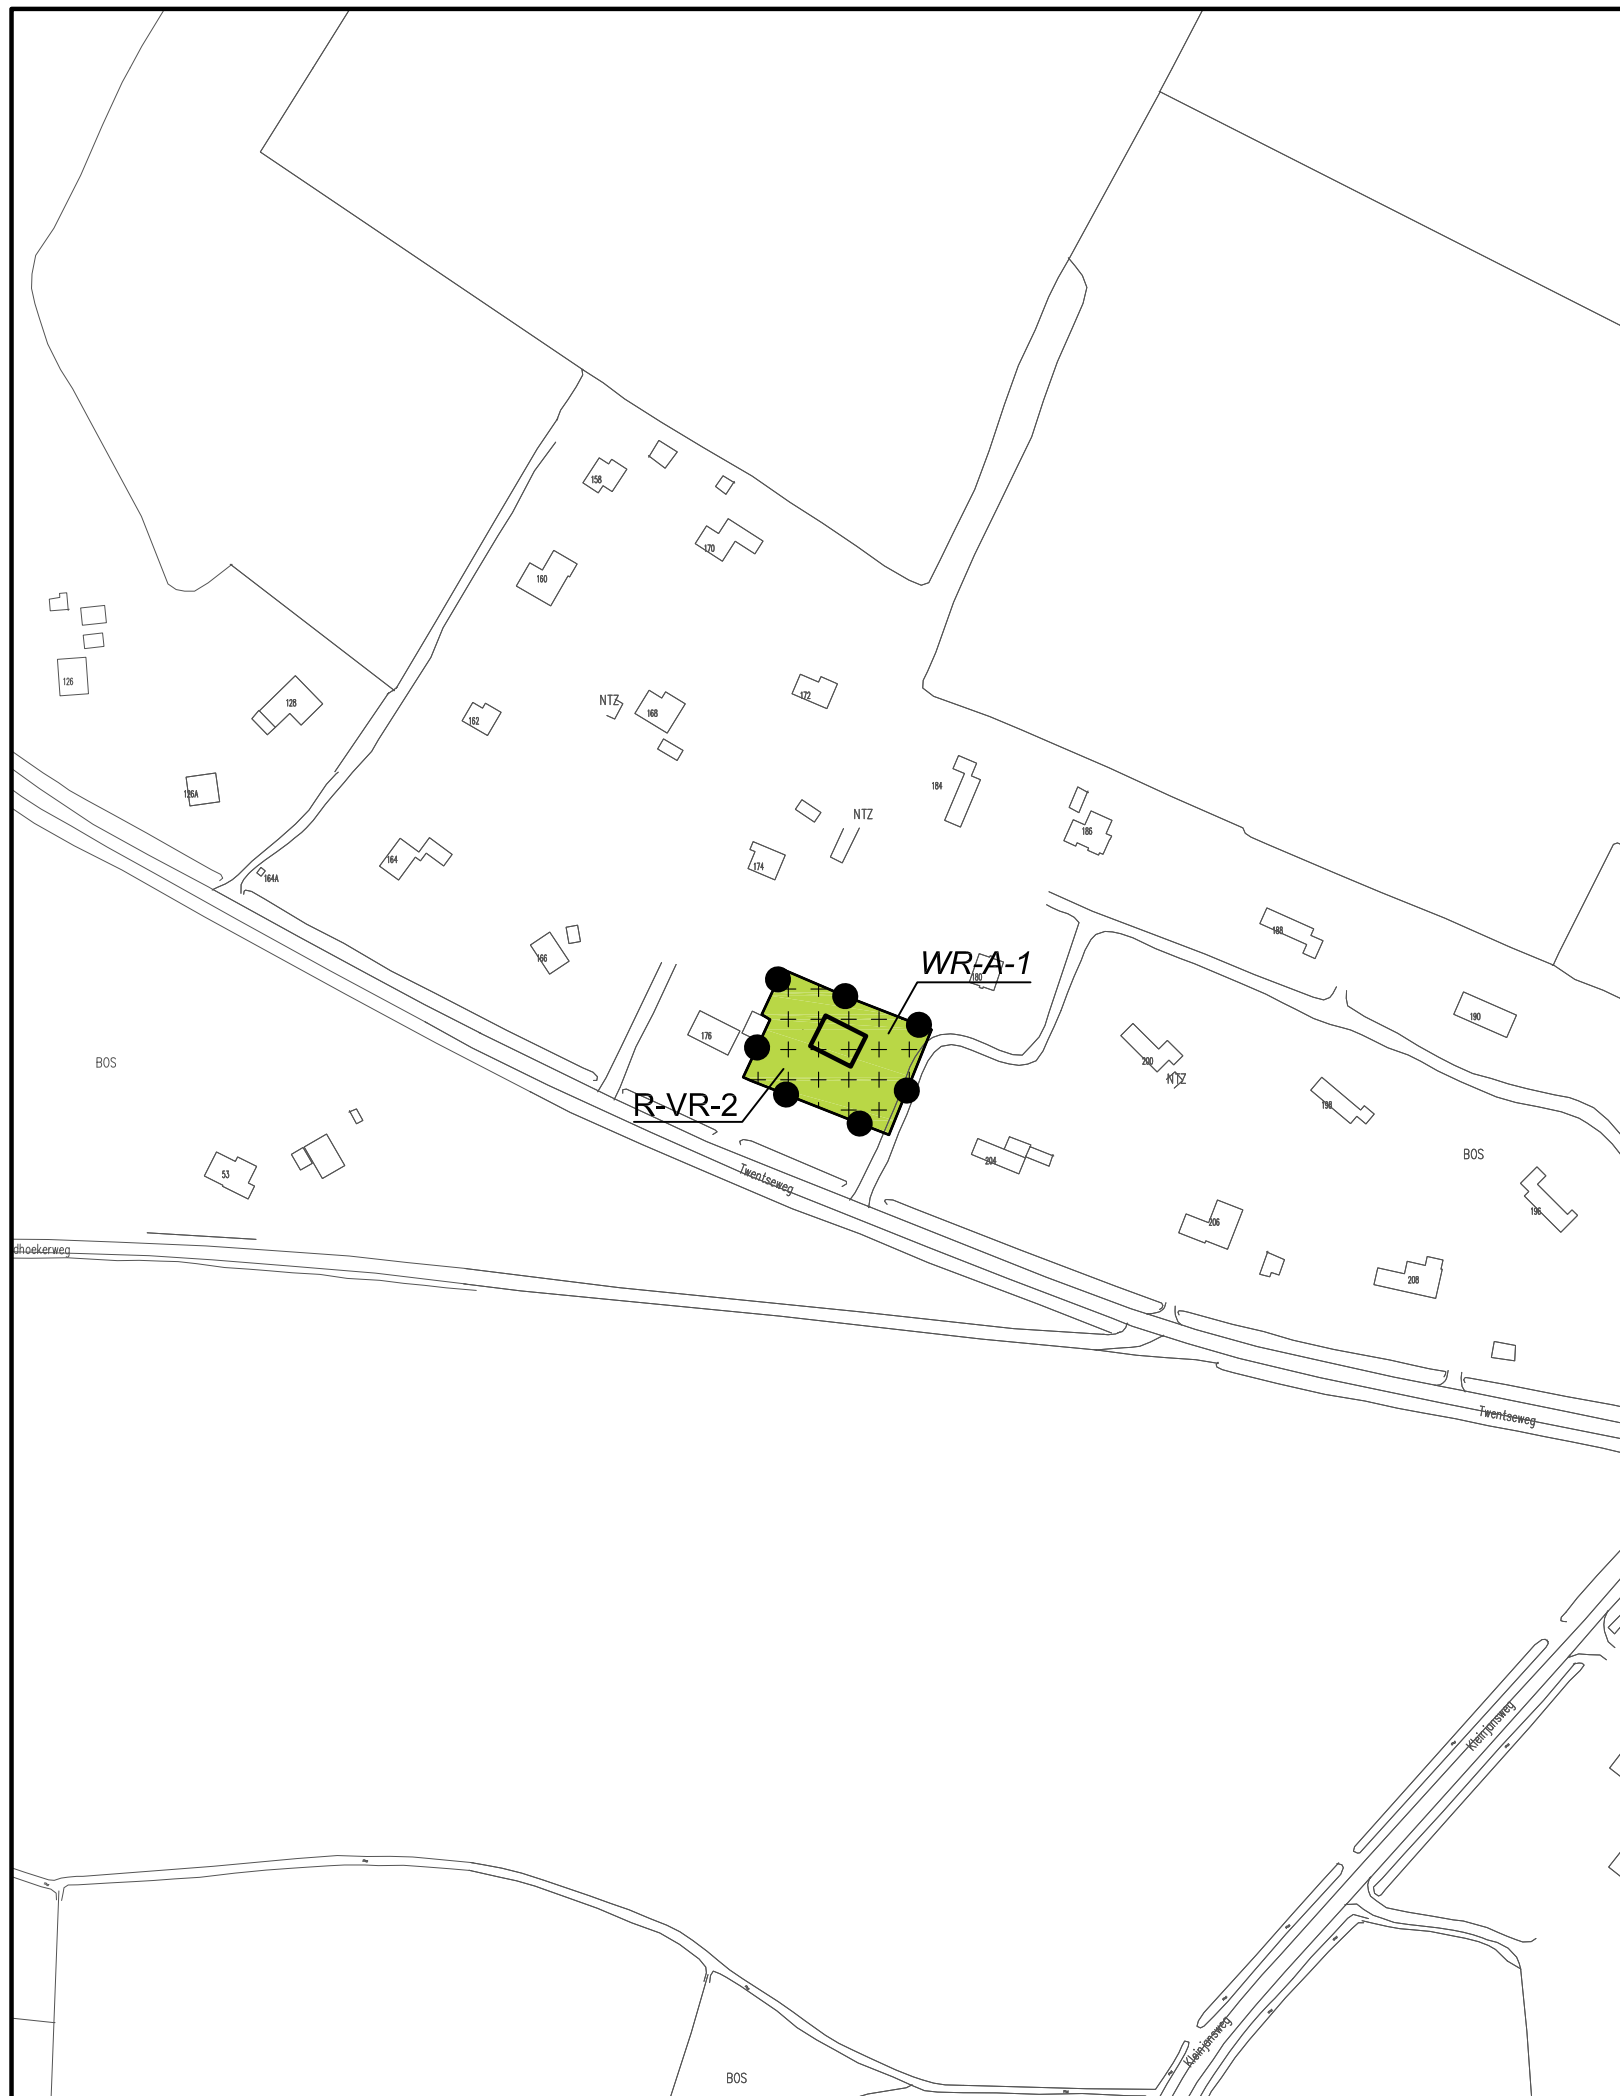 158
170
160
126
128
NTZ
162
168
172
126A
184
NTZ
186
164
164A
174
166
188
WR-A-1
180
190
176
BOS
200
NTZ
R-VR-2
198
BOS
204
53
Twentseweg
196
206
dhoekerweg
208
Twentseweg
Kleinjansweg
Kleinjansweg
BOS